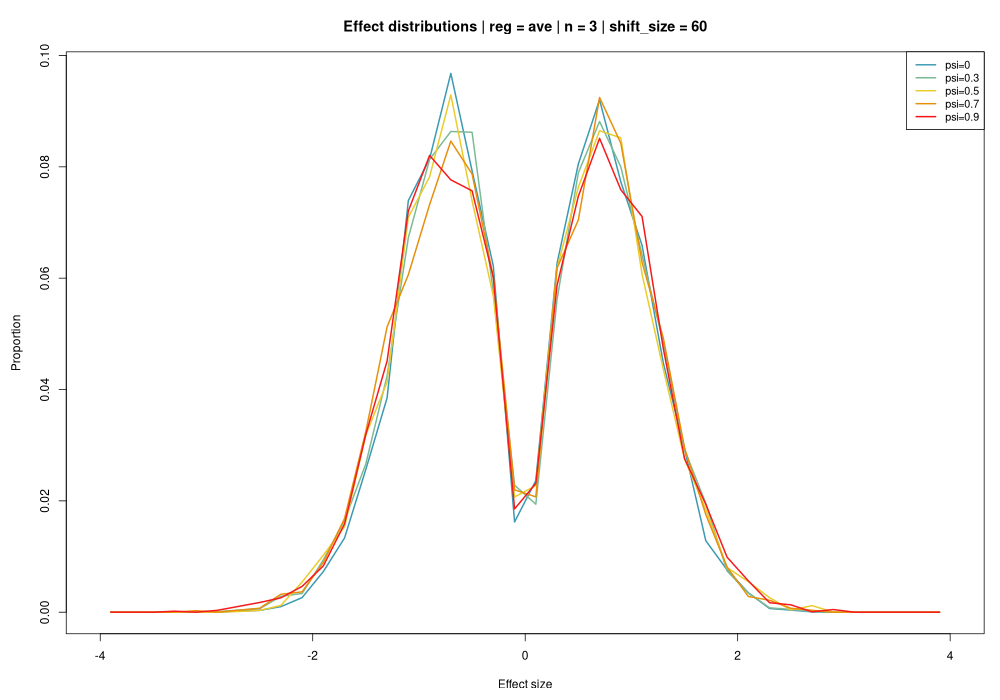 Effect distributions | reg = ave | n = 3 | shift_size = 60
psi=0
psi=0.3
psi=0.5
psi=0.7
psi=0.9
Proportion
0.10
0.08
0.06
0.04
0.02
0.00
-4 -2 0 2 4
Effect size